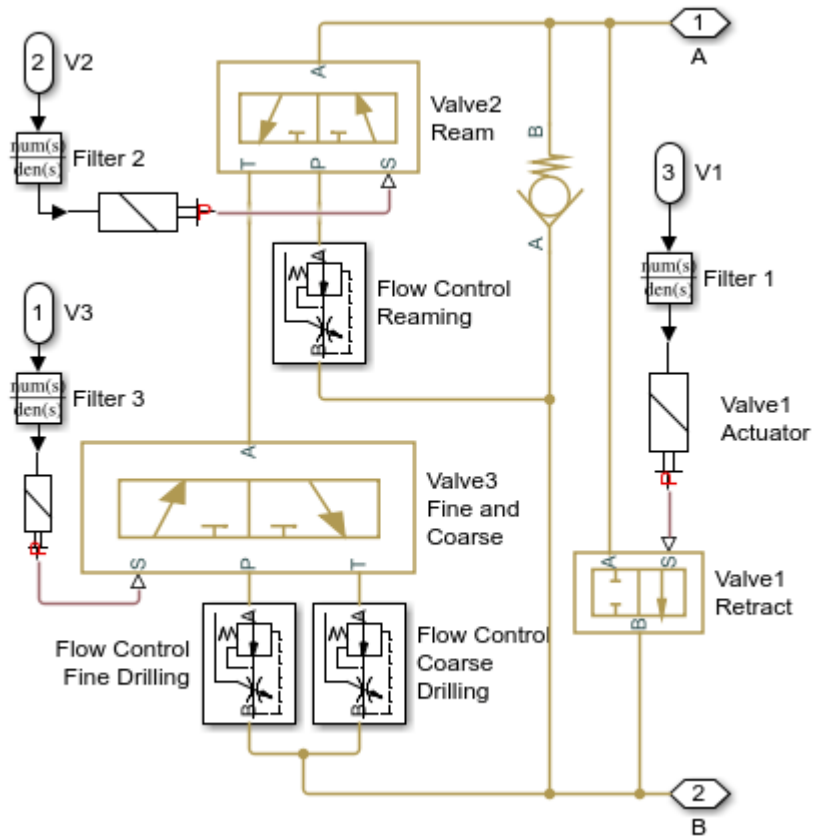 1
A
2
V2
num(s)
den(s)
Filter 2
P
A
T
P
S
Valve2
Ream
B
A
3
V1
num(s)
den(s)
Filter 1
A
B
Flow Control
Reaming
1
V3
num(s)
den(s)
Filter 3
P
Valve1
Actuator
P
A
S
P
T
Valve3
Fine and
Coarse
A
S
B
Valve1
Retract
A
B
Flow Control
Fine Drilling
A
B
Flow Control
Coarse
Drilling
2
B